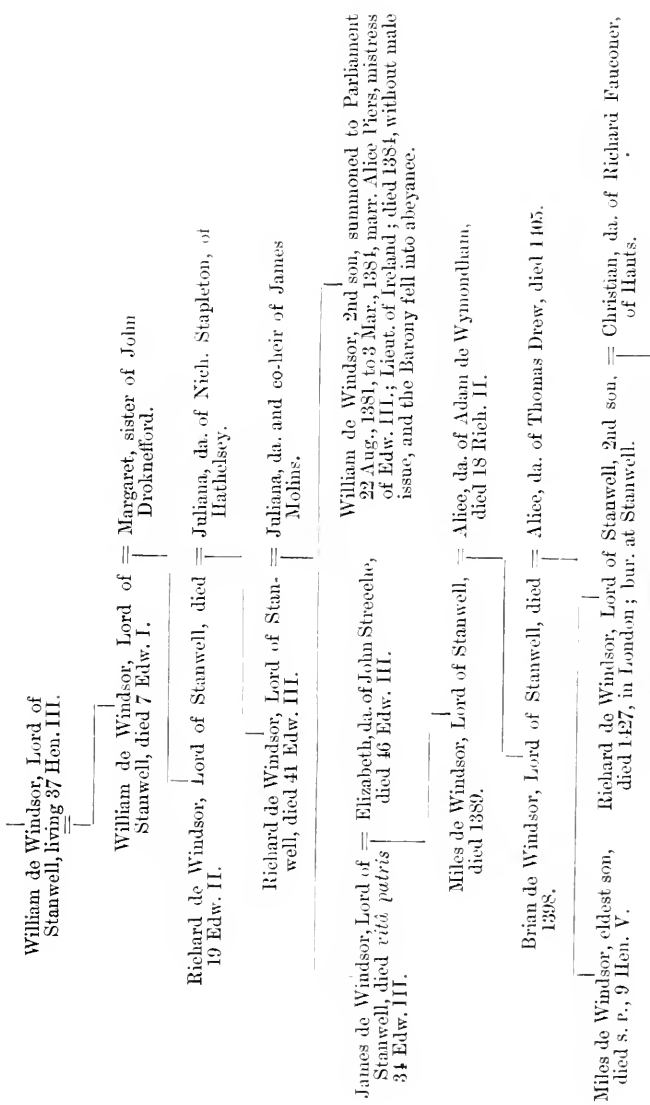 William de Windsor, Lord of
Stanwell, living 37 Hen. III.
=
William de Windsor, Lord of = Margaret, sister of John
Stanwell, died 7 Edw. I. Droknefford.
Richard de Windsor, Lord of Stanwell, died = Juliana, da. of Nich. Stapleton, of
19 Edw. II. Hathelsey.
Richard de Windsor, Lord of Stan- = Juliana, da. and co-heir of James
well, died 41 Edw. III. Molins.
James de Windsor, Lord of = Elizabeth, da. of John Strecche,
Stanwell, died vitâ patris died 46 Edw. III.
34 Edw. III.
William de Windsor, 2nd son, summoned to Parliament
22 Aug., 1381, to 3 Mar., 1384, marr. Alice Piers, mistress
of Edw. III.; Lieut. of Ireland; died 1384, without male
issue, and the Barony fell into abeyance.
Miles de Windsor, Lord of Stanwell, = Alice, da. of Adam de Wymondham,
died 1389. died 18 Rich. II.
Brian de Windsor, Lord of Stanwell, died = Alice, da. of Thomas Drew, died 1405.
1398.
Miles de Windsor, eldest son,
died s. p., 9 Hen. V.
Richard de Windsor, Lord of Stanwell, 2nd son, = Christian, da. of Richard Fauconer,
died 1427, in London; bur. at Stanwell. of Hants.